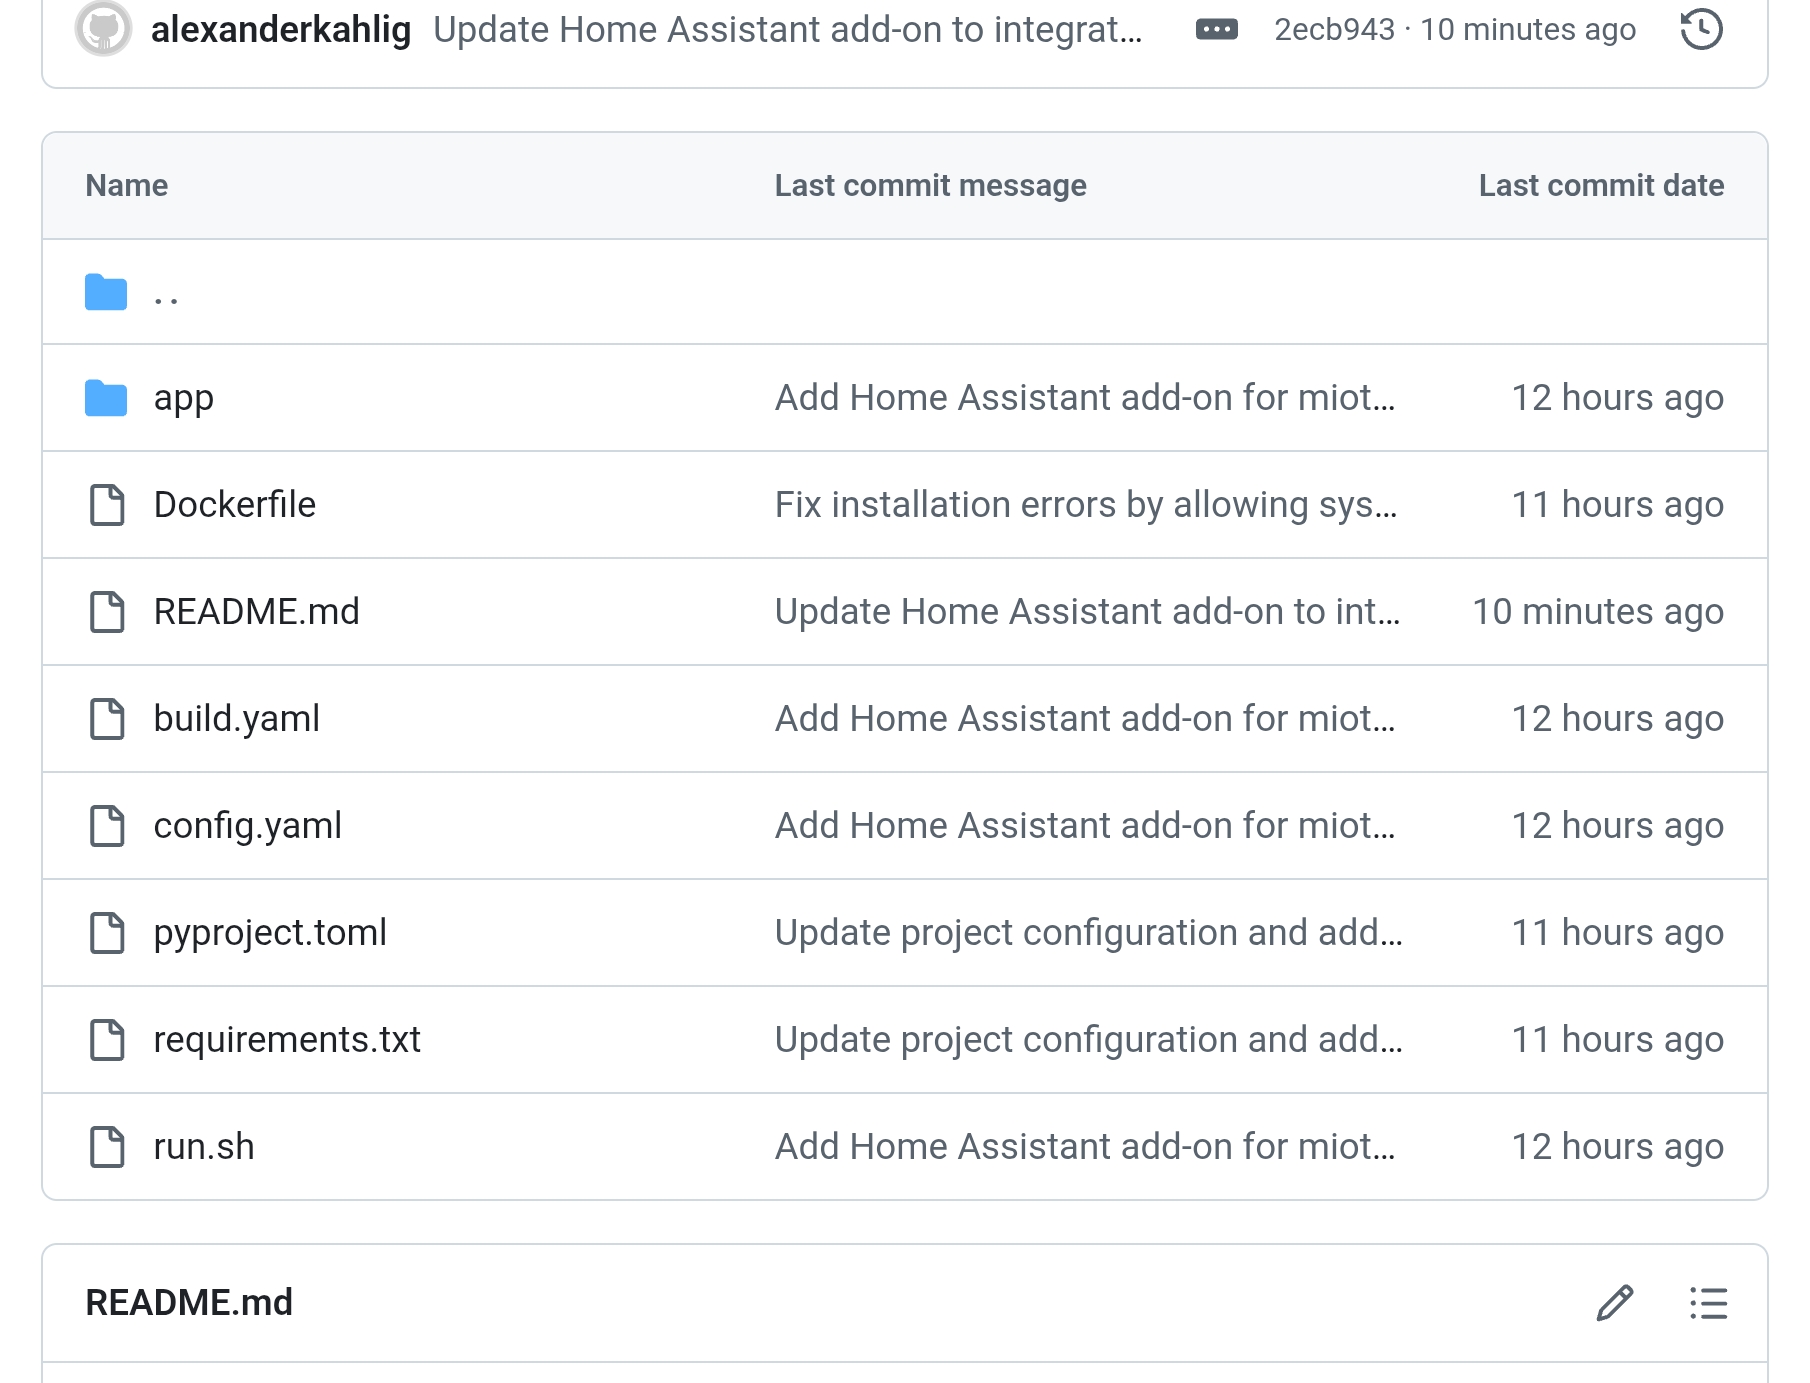 alexanderkahlig Update Home Assistant add-on to integrat... 2ecb943 · 10 minutes ago
Name Last commit message Last commit date
..
app Add Home Assistant add-on for miot... 12 hours ago
Dockerfile Fix installation errors by allowing sys... 11 hours ago
README.md Update Home Assistant add-on to int... 10 minutes ago
build.yaml Add Home Assistant add-on for miot... 12 hours ago
config.yaml Add Home Assistant add-on for miot... 12 hours ago
pyproject.toml Update project configuration and add... 11 hours ago
requirements.txt Update project configuration and add... 11 hours ago
run.sh Add Home Assistant add-on for miot... 12 hours ago
README.md